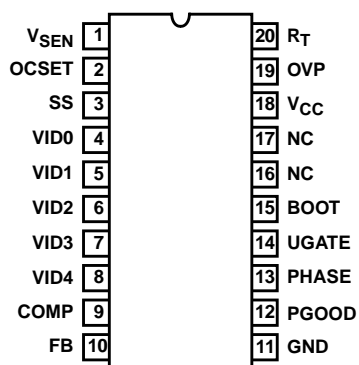 VSEN 1 20 RT
OCSET 2 19 OVP
SS 3 18 VCC
VID0 4 17 NC
VID1 5 16 NC
VID2 6 15 BOOT
VID3 7 14 UGATE
VID4 8 13 PHASE
COMP 9 12 PGOOD
FB 10 11 GND